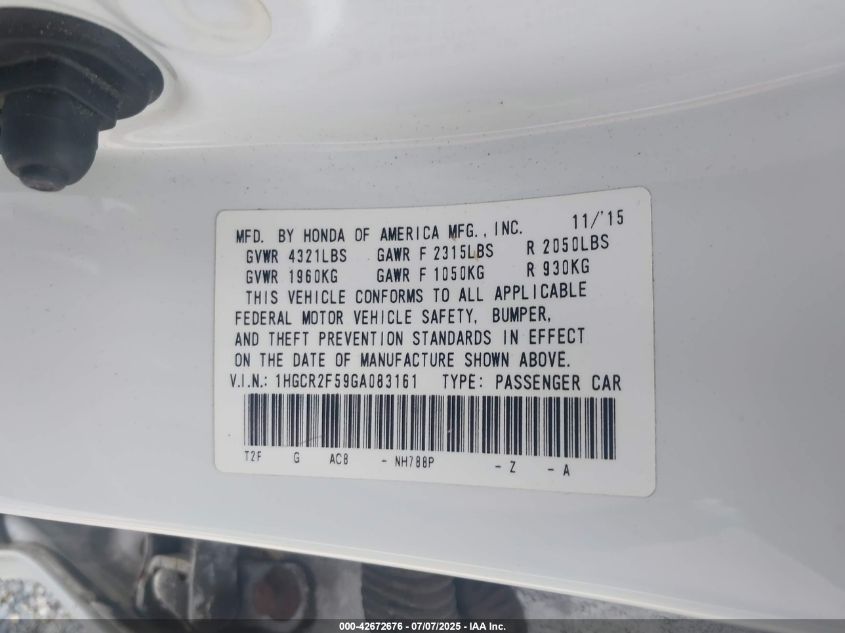 MFD. BY HONDA OF AMERICA MFG., INC. 11/'15
GVWR 4321LBS GAWR F 2315LBS R 2050LBS
GVWR 1960KG GAWR F 1050KG R 930KG
THIS VEHICLE CONFORMS TO ALL APPLICABLE
FEDERAL MOTOR VEHICLE SAFETY, BUMPER,
AND THEFT PREVENTION STANDARDS IN EFFECT
ON THE DATE OF MANUFACTURE SHOWN ABOVE.
V.I.N.: 1HGCR2F59GA083161 TYPE: PASSENGER CAR
T2F G AC8 - NH788P - Z - A
000-42672676 - 07/07/2025 - IAA Inc.